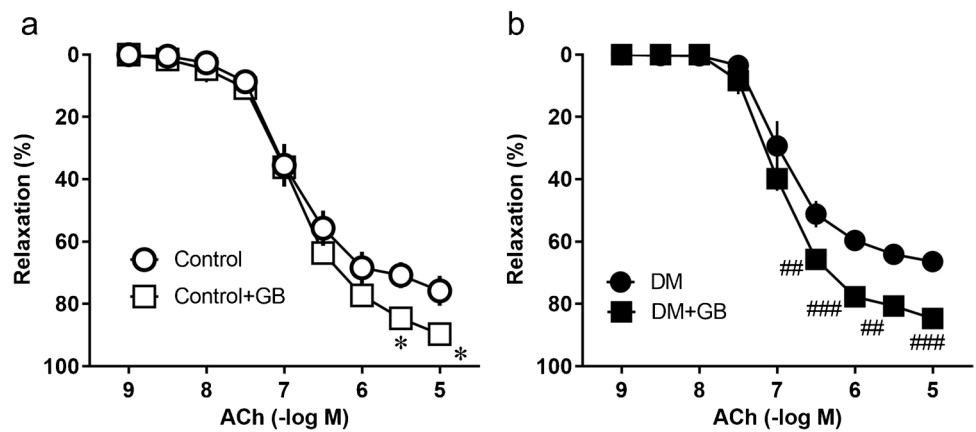 a
0
20
40
60
80
100
Relaxation (%)
Control
Control+GB
*
*
9 8 7 6 5
ACh (-log M)
b
0
20
40
60
80
100
Relaxation (%)
DM
DM+GB
##
###
##
###
9 8 7 6 5
ACh (-log M)